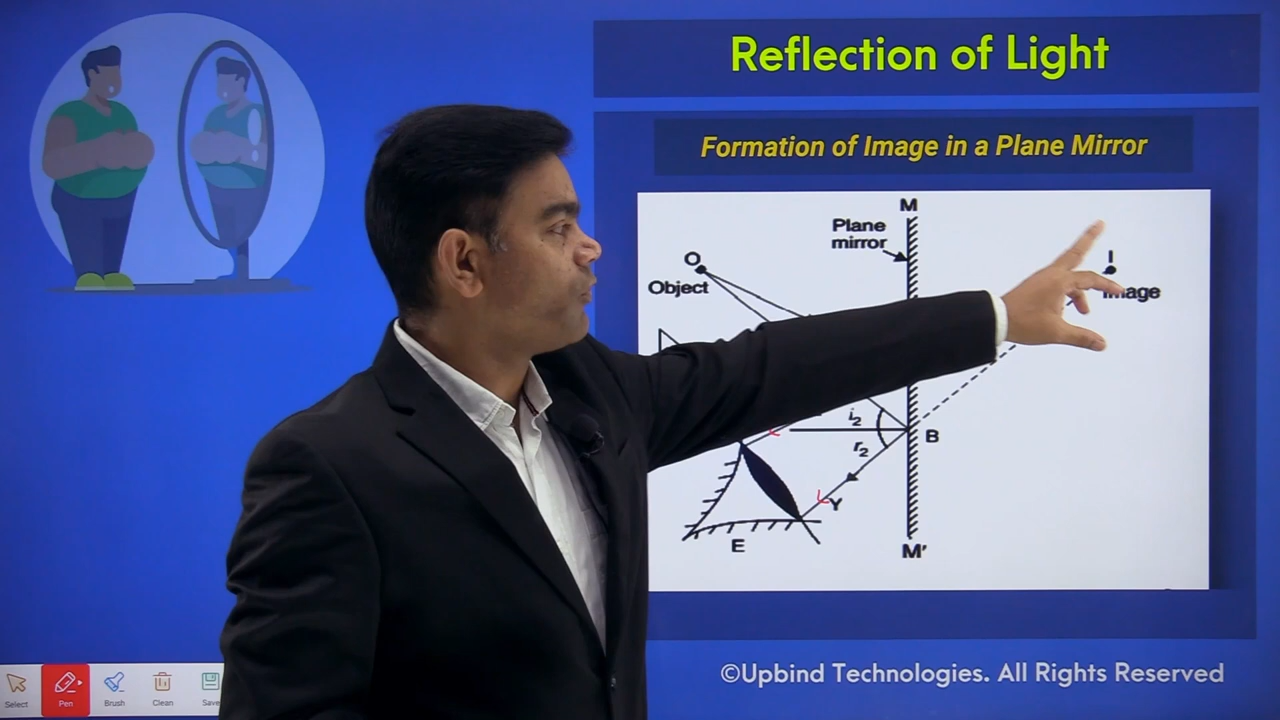 Reflection of Light
Formation of Image in a Plane Mirror
M
Plane
mirror
O
Object
I
Image
i2
r2
B
Y
E
M'
©Upbind Technologies. All Rights Reserved
Select
Pen
Brush
Clean
Save